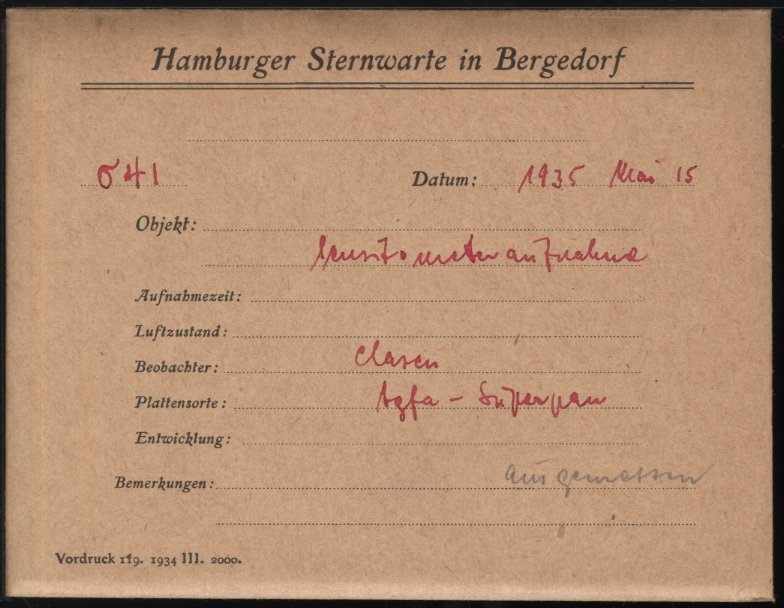 Hamburger Sternwarte in Bergedorf
σ 41 Datum: 1935 Mai 15
Objekt:
Sensitometeraufnahme
Aufnahmezeit:
Luftzustand:
Beobachter: Clasen
Plattensorte: Agfa - Superpan
Entwicklung:
Bemerkungen: Ausgemessen
Vordruck 119. 1934 III. 2000.